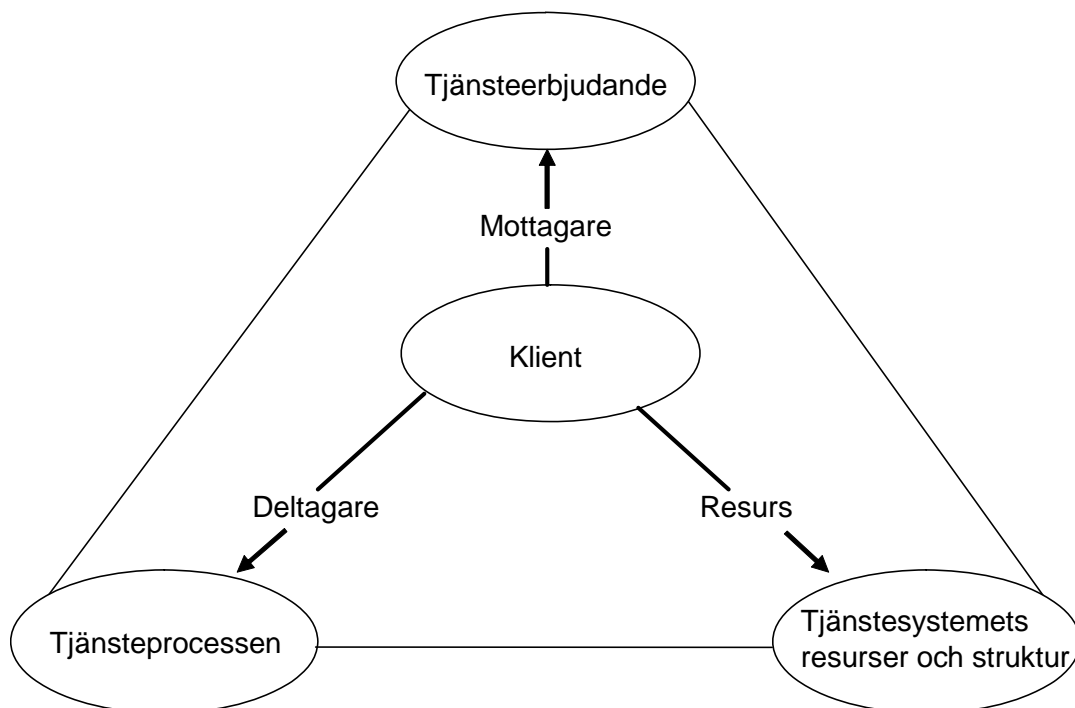 Tjänsteerbjudande
Mottagare
Klient
Deltagare
Resurs
Tjänsteprocessen
Tjänstesystemets
resurser och struktur